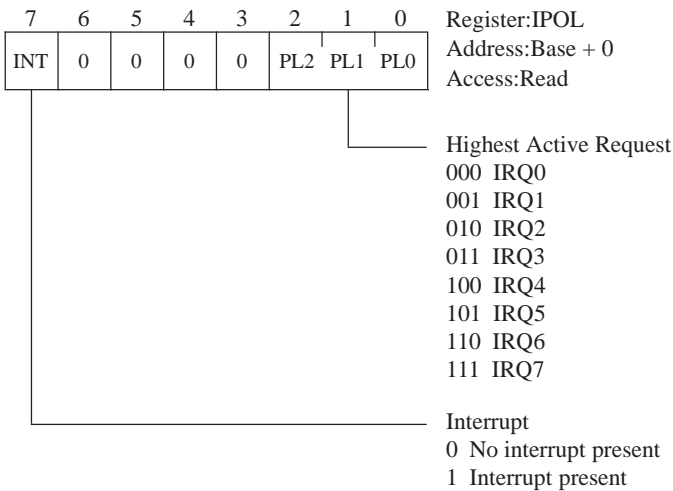 7 6 5 4 3 2 1 0 Register:IPOL
Address:Base + 0
INT 0 0 0 0 PL2 PL1 PL0
Access:Read
Highest Active Request
000 IRQ0
001 IRQ1
010 IRQ2
011 IRQ3
100 IRQ4
101 IRQ5
110 IRQ6
111 IRQ7
Interrupt
0 No interrupt present
1 Interrupt present